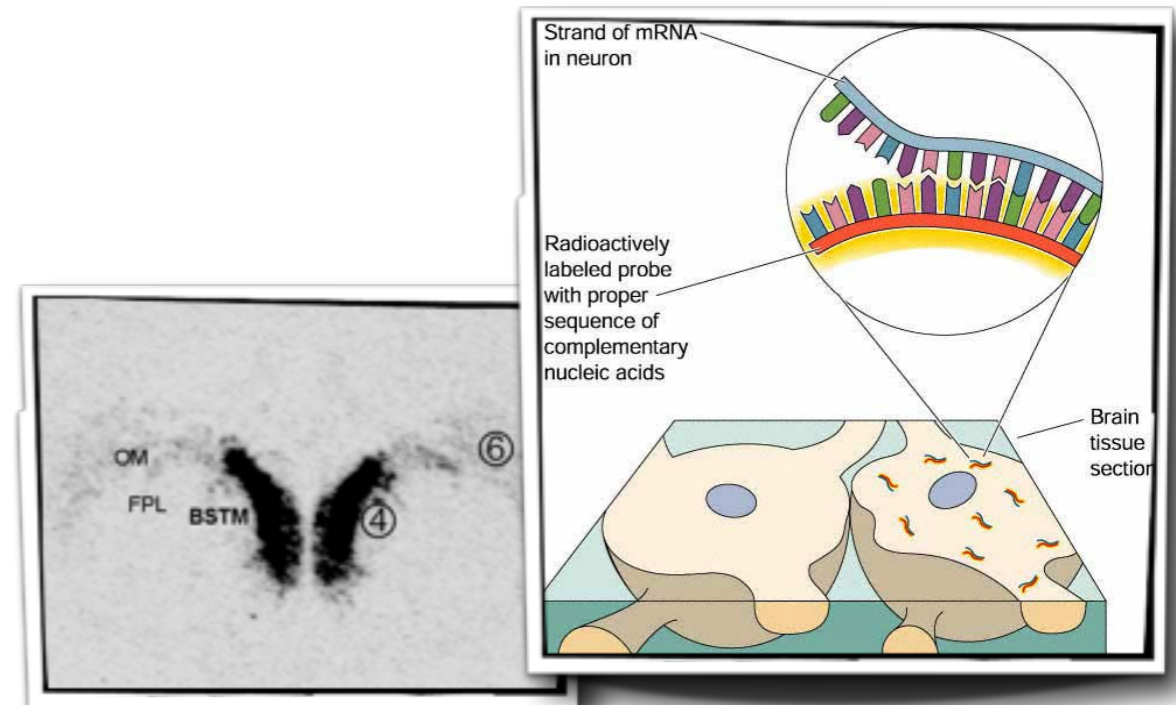 Strand of mRNA
in neuron
Radioactively
labeled probe
with proper
sequence of
complementary
nucleic acids
Brain
tissue
section
OM
FPL
BSTM
④
⑥